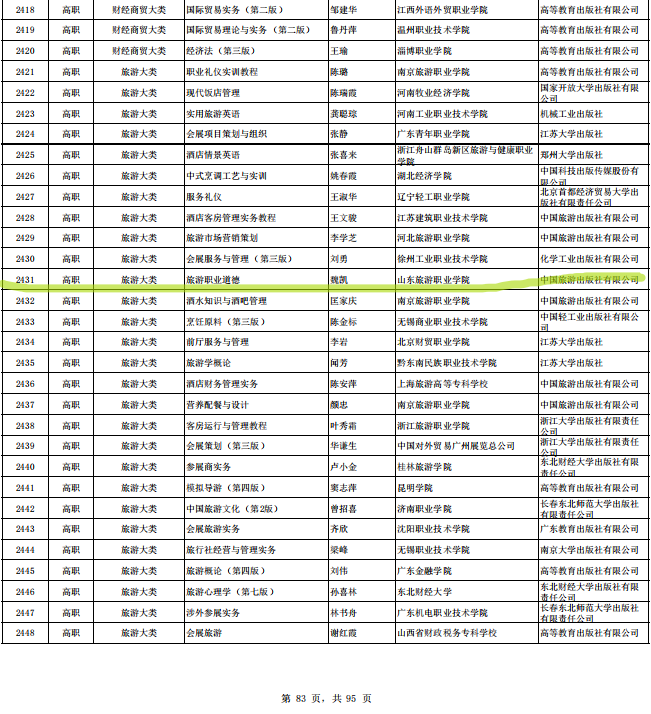 2418 高职 财经商贸大类 国际贸易实务（第二版） 邹建华 江西外语外贸职业学院 高等教育出版社有限公司
2419 高职 财经商贸大类 国际贸易理论与实务（第二版） 鲁丹萍 温州职业技术学院 高等教育出版社有限公司
2420 高职 财经商贸大类 经济法（第三版） 王瑜 淄博职业学院 高等教育出版社有限公司
2421 高职 旅游大类 职业礼仪实训教程 陈璐 南京旅游职业学院 高等教育出版社有限公司
2422 高职 旅游大类 现代饭店管理 陈瑞霞 河南牧业经济学院 国家开放大学出版社有限公司
2423 高职 旅游大类 实用旅游英语 龚聪琮 河南工业职业技术学院 机械工业出版社
2424 高职 旅游大类 会展项目策划与组织 张静 广东青年职业学院 江苏大学出版社
2425 高职 旅游大类 酒店情景英语 张喜来 浙江舟山群岛新区旅游与健康职业学院 郑州大学出版社
2426 高职 旅游大类 中式烹调工艺与实训 姚春霞 湖北经济学院 中国科技出版传媒股份有限公司
2427 高职 旅游大类 服务礼仪 王淑华 辽宁轻工职业学院 北京首都经济贸易大学出版社有限责任公司
2428 高职 旅游大类 酒店客房管理实务教程 王文骏 江苏建筑职业技术学院 中国旅游出版社有限公司
2429 高职 旅游大类 旅游市场营销策划 李学芝 河北旅游职业学院 中国旅游出版社有限公司
2430 高职 旅游大类 会展服务与管理（第三版） 刘勇 徐州工业职业技术学院 化学工业出版社有限公司
2431 高职 旅游大类 旅游职业道德 魏凯 山东旅游职业学院 中国旅游出版社有限公司
2432 高职 旅游大类 酒水知识与酒吧管理 匡家庆 南京旅游职业学院 中国旅游出版社有限公司
2433 高职 旅游大类 烹饪原料（第三版） 陈金标 无锡商业职业技术学院 中国轻工业出版社有限公司
2434 高职 旅游大类 前厅服务与管理 李岩 北京财贸职业学院 江苏大学出版社
2435 高职 旅游大类 旅游学概论 闻芳 黔东南民族职业技术学院 江苏大学出版社
2436 高职 旅游大类 酒店财务管理实务 陈安萍 上海旅游高等专科学校 中国旅游出版社有限公司
2437 高职 旅游大类 营养配餐与设计 颜忠 南京旅游职业学院 中国旅游出版社有限公司
2438 高职 旅游大类 客房运行与管理教程 叶秀霜 浙江旅游职业学院 浙江大学出版社有限责任公司
2439 高职 旅游大类 会展策划（第三版） 华谦生 中国对外贸易广州展览总公司 浙江大学出版社有限责任公司
2440 高职 旅游大类 参展商实务 卢小金 桂林旅游学院 东北财经大学出版社有限责任公司
2441 高职 旅游大类 模拟导游（第四版） 窦志萍 昆明学院 高等教育出版社有限公司
2442 高职 旅游大类 中国旅游文化（第2版） 曾招喜 济南职业学院 长春东北师范大学出版社有限责任公司
2443 高职 旅游大类 会展旅游实务 齐欣 沈阳职业技术学院 广东教育出版社有限公司
2444 高职 旅游大类 旅行社经营与管理实务 梁峰 无锡职业技术学院 南京大学出版社有限公司
2445 高职 旅游大类 旅游概论（第四版） 刘伟 广东金融学院 高等教育出版社有限公司
2446 高职 旅游大类 旅游心理学（第七版） 孙喜林 东北财经大学 东北财经大学出版社有限责任公司
2447 高职 旅游大类 涉外参展实务 林书舟 广东机电职业技术学院 长春东北师范大学出版社有限责任公司
2448 高职 旅游大类 会展旅游 谢红霞 山西省财政税务专科学校 高等教育出版社有限公司
第 83 页，共 95 页